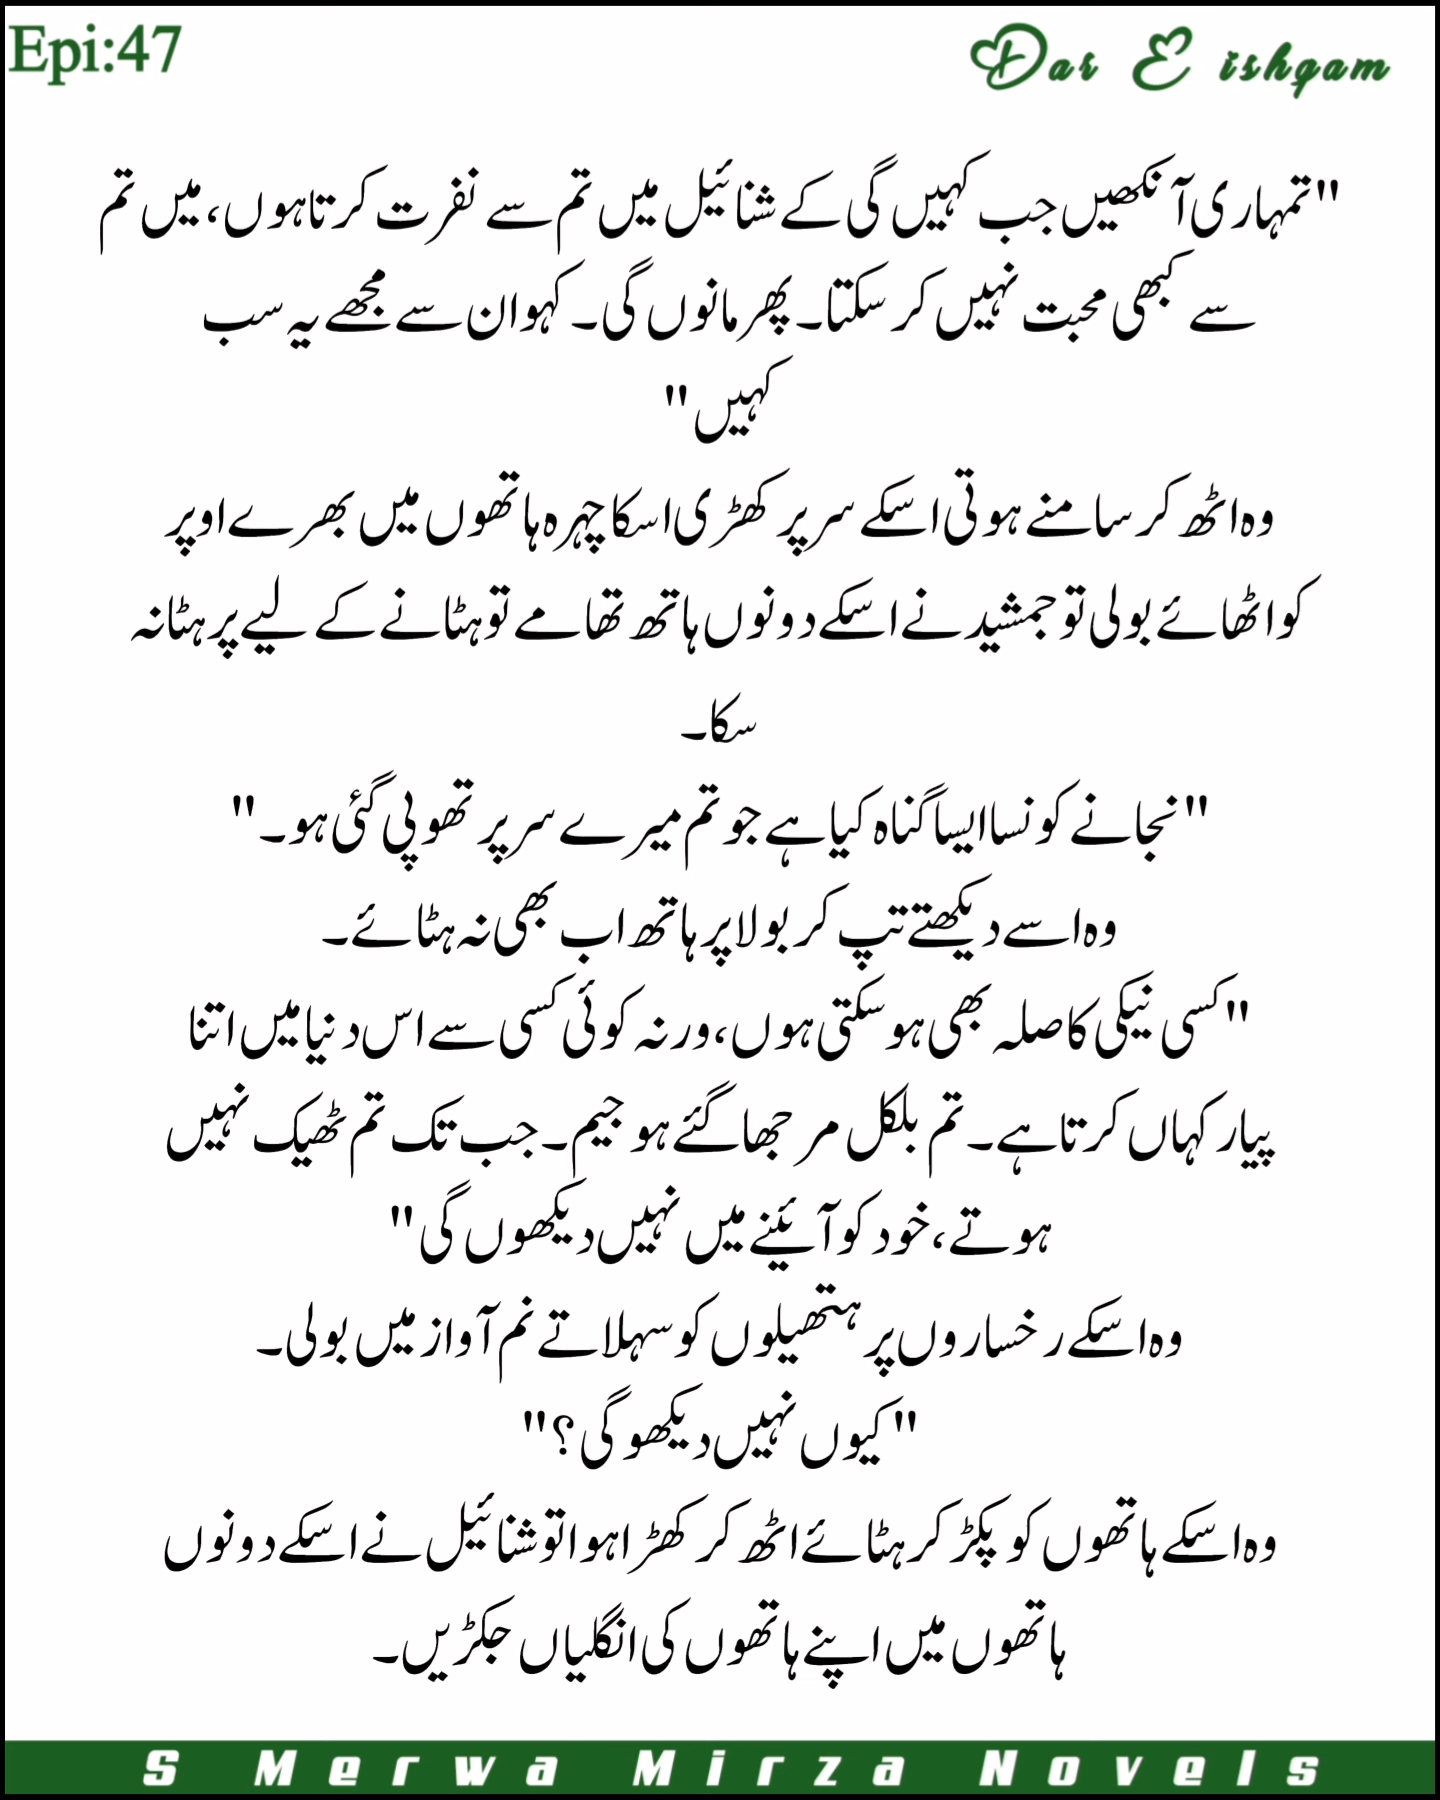 Epi:47
Dar E ishqam
"تمہاری آنکھیں جب کہیں گی کے شنائیل میں تم سے نفرت کرتا ہوں، میں تم
سے کبھی محبت نہیں کر سکتا۔ پھر مانوں گی۔ کہو ان سے مجھے یہ سب
کہیں"
وہ اٹھ کر سامنے ہوتی اسکے سر پر کھڑی اسکا چہرہ ہاتھوں میں بھرے اوپر
کو اٹھائے بولی تو جمشید نے اسکے دونوں ہاتھ تھامے تو ہٹانے کے لیے پر ہٹا نہ
سکا۔
"نجانے کونسا ایسا گناہ کیا ہے جو تم میرے سر پر تھوپی گئی ہو۔"
وہ اسے دیکھتے تپ کر بولا پر ہاتھ اب بھی نہ ہٹائے۔
"کسی نیکی کا صلہ بھی ہو سکتی ہوں، ورنہ کوئی کسی سے اس دنیا میں اتنا
پیار کہاں کرتا ہے۔ تم بلکل مرجھا گئے ہو جیم۔ جب تک تم ٹھیک نہیں
ہوتے، خود کو آئینے میں نہیں دیکھوں گی"
وہ اسکے رخساروں پر ہتھیلوں کو سہلاتے نم آواز میں بولی۔
"کیوں نہیں دیکھو گی؟"
وہ اسکے ہاتھوں کو پکڑ کر ہٹائے اٹھ کر کھڑا ہوا تو شنائیل نے اسکے دونوں
ہاتھوں میں اپنے ہاتھوں کی انگلیاں جکڑیں۔
S Merwa Mirza Novels